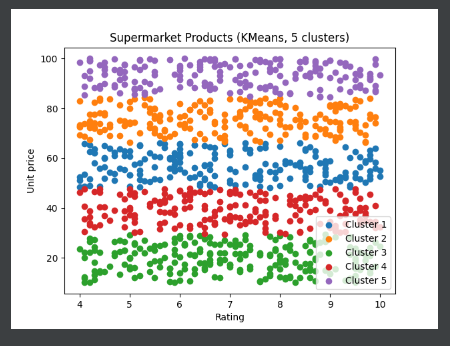 Supermarket Products (KMeans, 5 clusters)
100
80
60
40
20
Unit price
4 5 6 7 8 9 10
Rating
Cluster 1
Cluster 2
Cluster 3
Cluster 4
Cluster 5